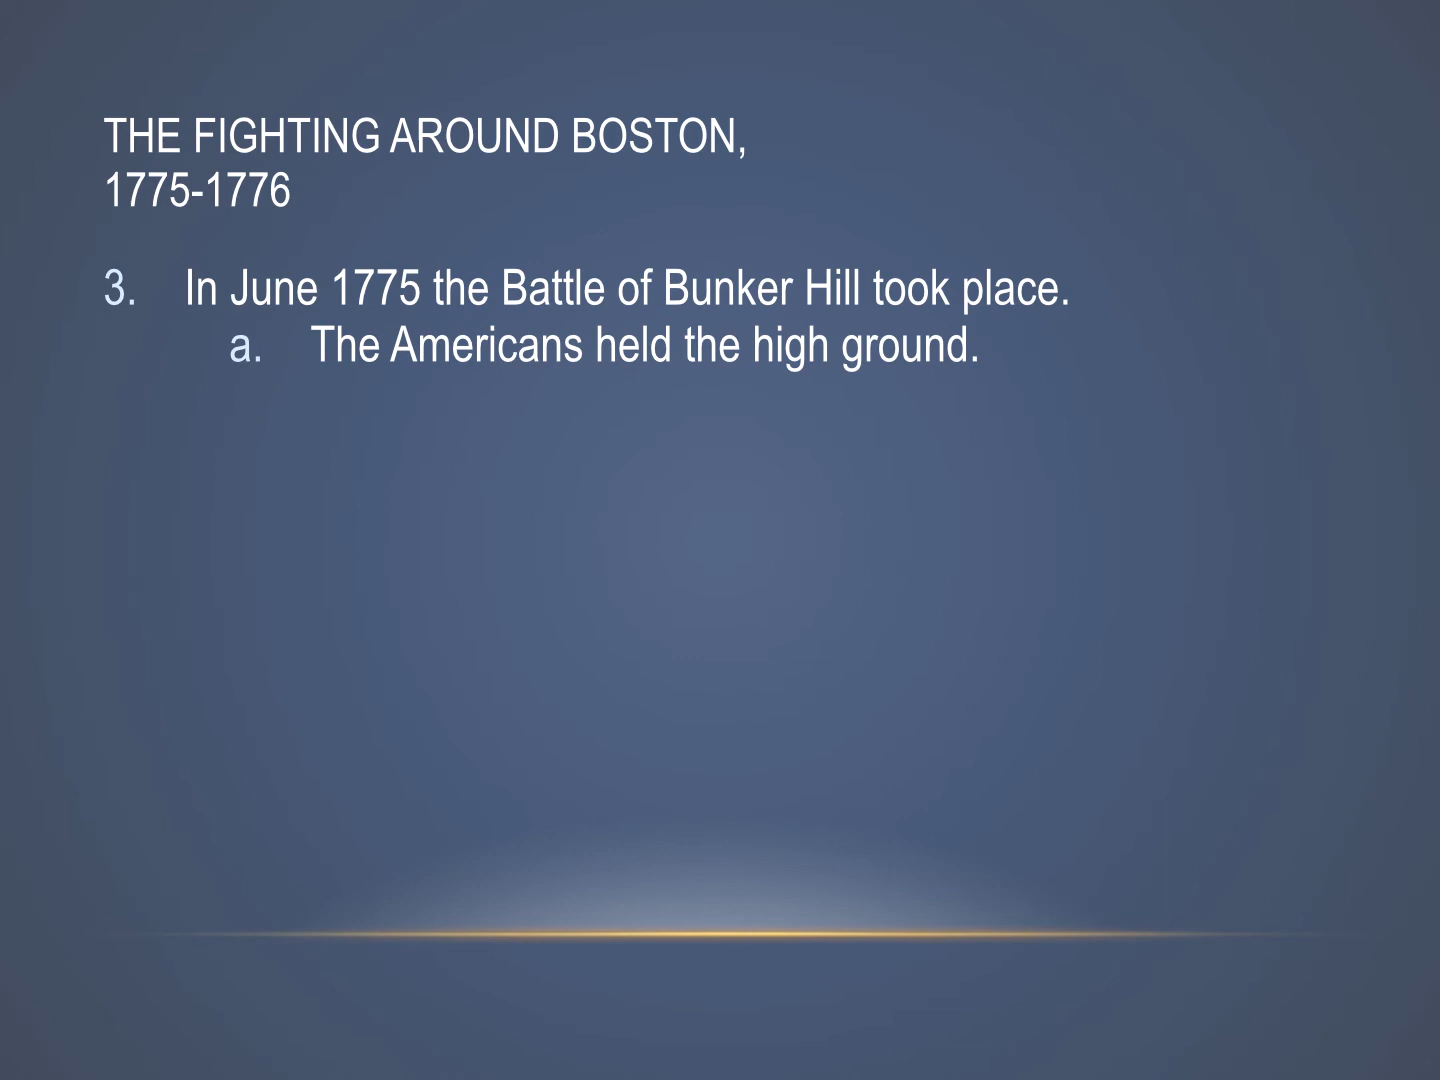 THE FIGHTING AROUND BOSTON,
1775-1776
3. In June 1775 the Battle of Bunker Hill took place.
a. The Americans held the high ground.